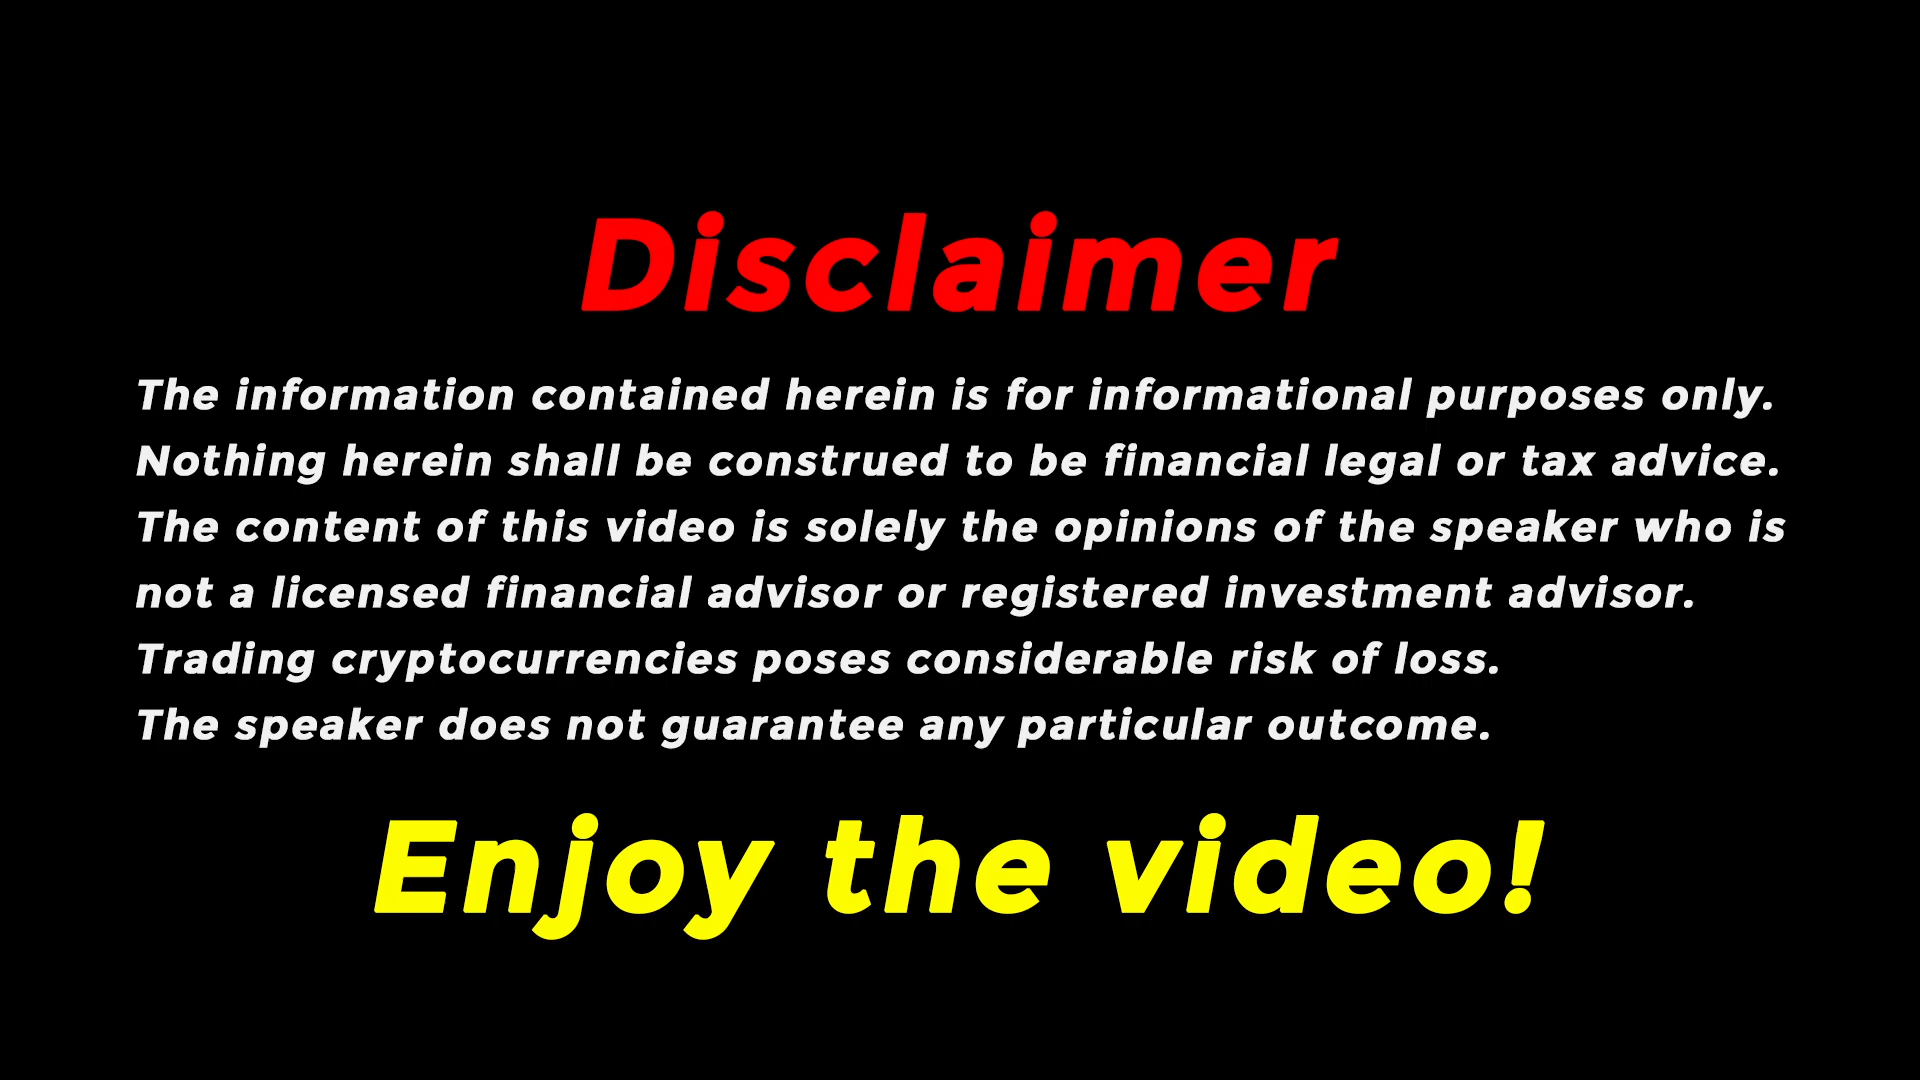 Disclaimer
The information contained herein is for informational purposes only.
Nothing herein shall be construed to be financial legal or tax advice.
The content of this video is solely the opinions of the speaker who is
not a licensed financial advisor or registered investment advisor.
Trading cryptocurrencies poses considerable risk of loss.
The speaker does not guarantee any particular outcome.
Enjoy the video!